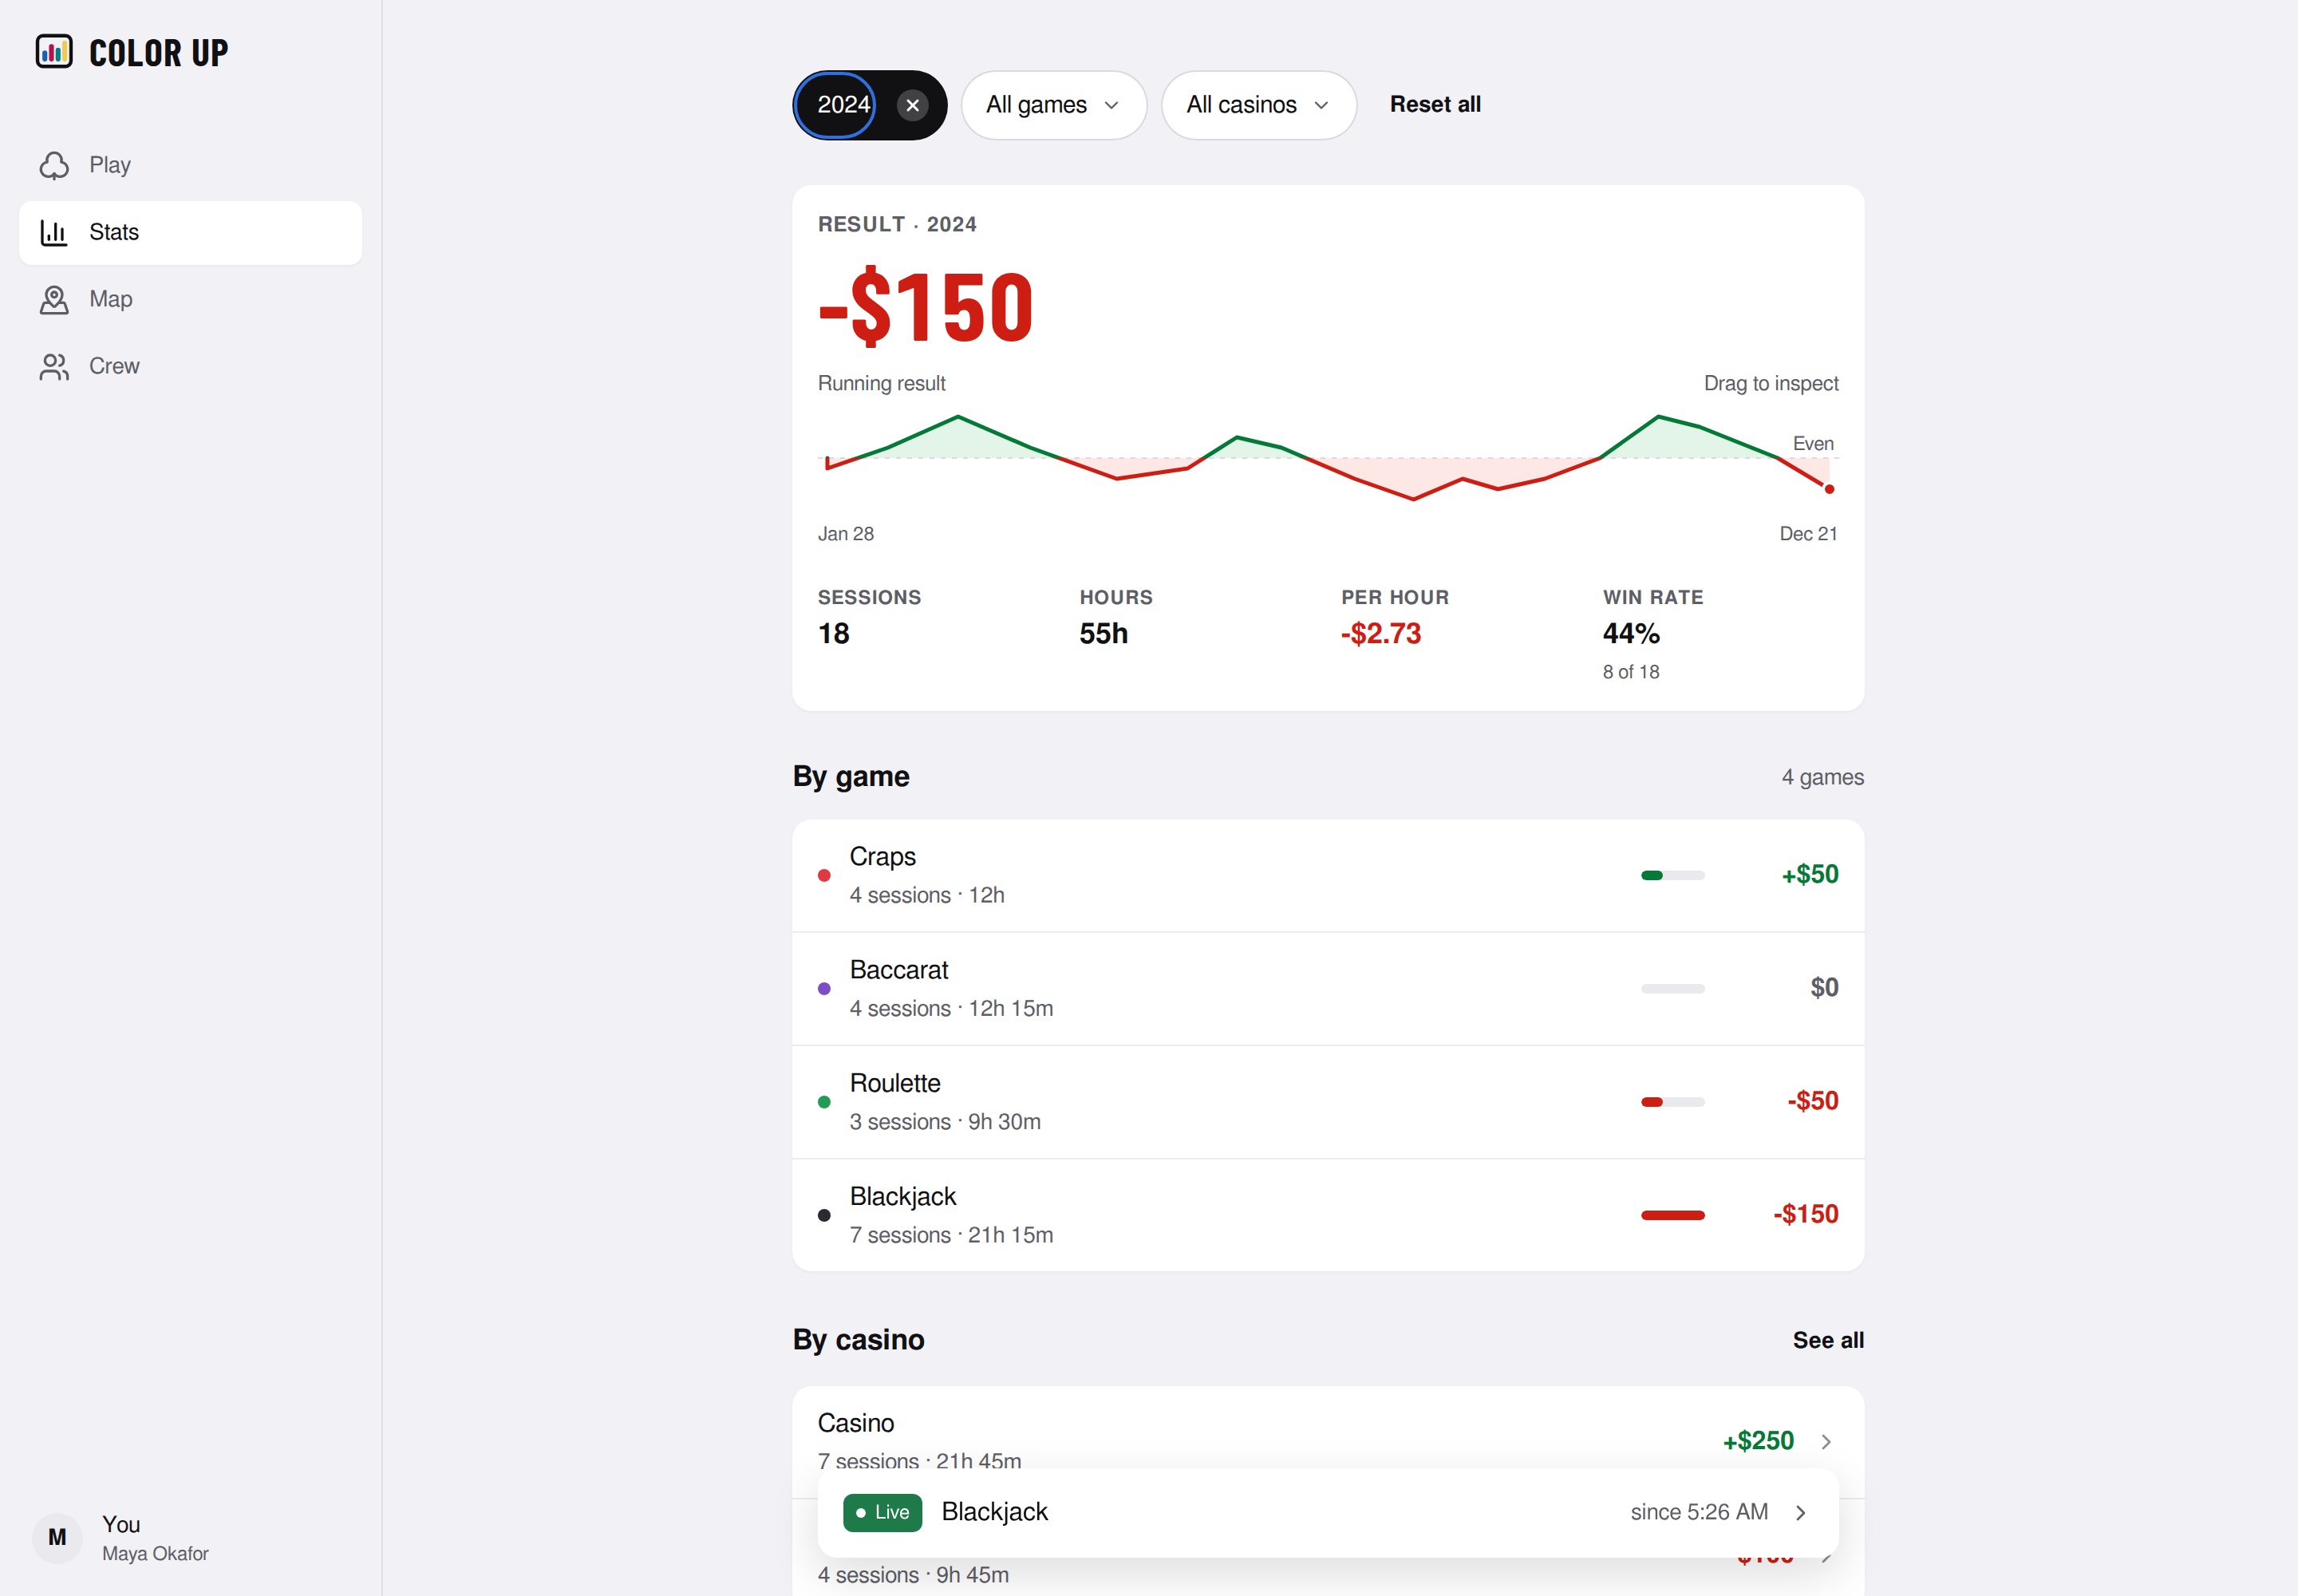 COLOR UP
Play
Stats
Map
Crew
M
You
Maya Okafor
2024
All games
All casinos
Reset all
RESULT · 2024
-$150
Running result
Drag to inspect
Even
Jan 28
Dec 21
SESSIONS
18
HOURS
55h
PER HOUR
-$2.73
WIN RATE
44%
8 of 18
By game
4 games
Craps
4 sessions · 12h
+$50
Baccarat
4 sessions · 12h 15m
$0
Roulette
3 sessions · 9h 30m
-$50
Blackjack
7 sessions · 21h 15m
-$150
By casino
See all
Casino
7 sessions · 21h 45m
+$250
Live
Blackjack
since 5:26 AM
4 sessions · 9h 45m